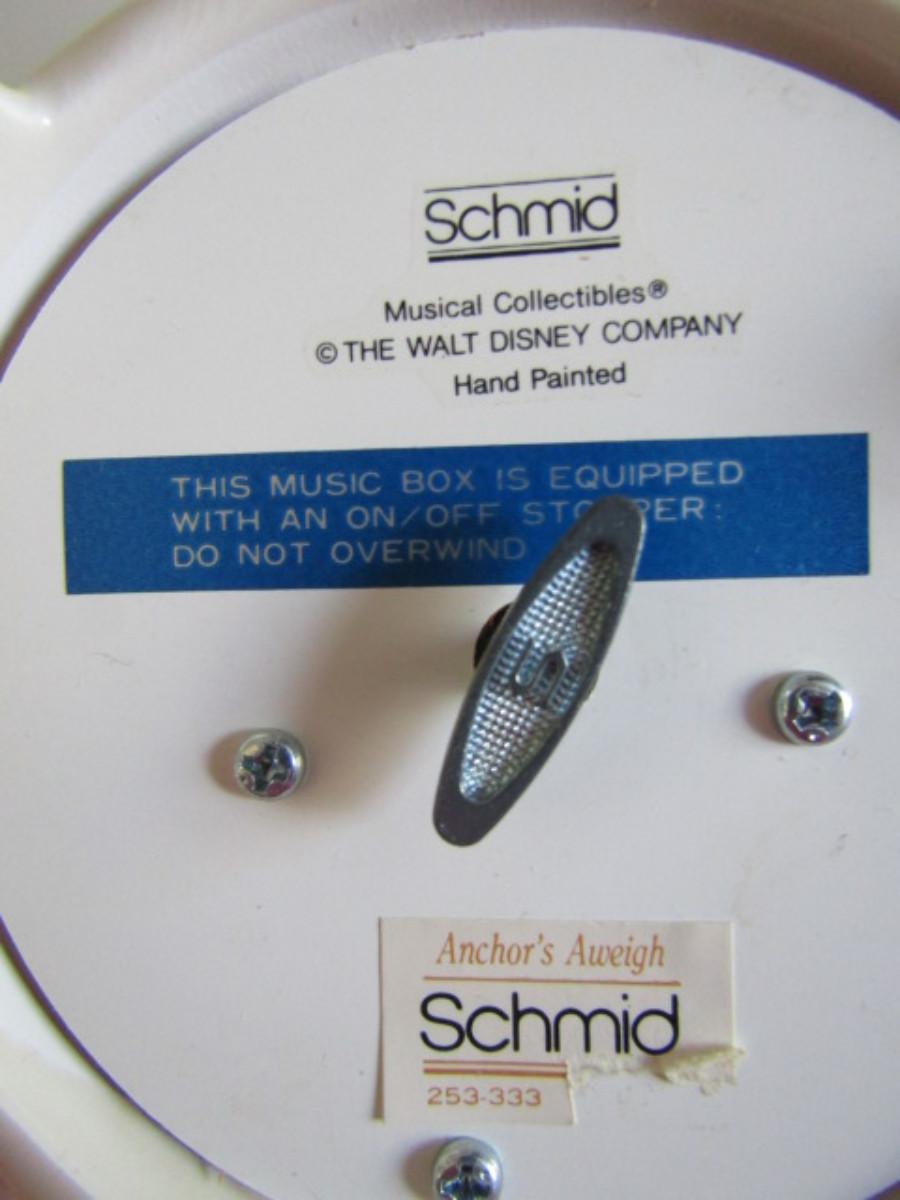 Schmid
Musical Collectibles®
© THE WALT DISNEY COMPANY
Hand Painted
THIS MUSIC BOX IS EQUIPPED
WITH AN ON/OFF STOPPER:
DO NOT OVERWIND
Anchor's Aweigh
Schmid
253-333